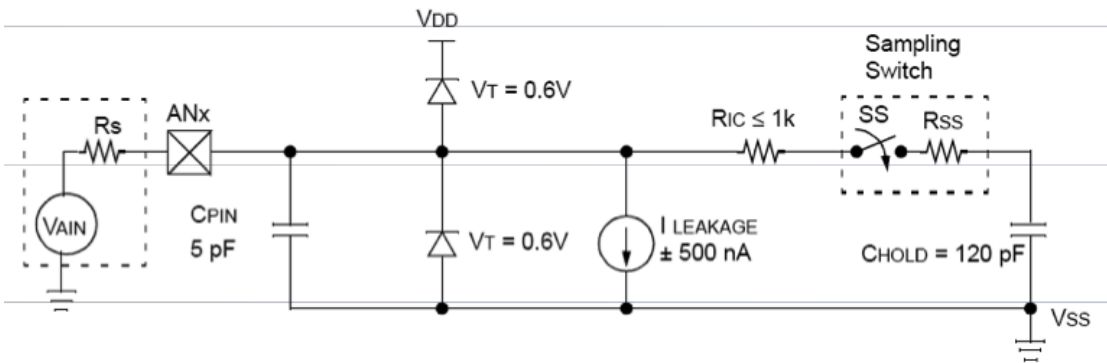 VDD
Sampling
Switch
VT = 0.6V
ANx
RIC ≤ 1k
SS
RSS
Rs
VAIN
CPIN
5 pF
VT = 0.6V
I LEAKAGE
± 500 nA
CHOLD = 120 pF
VSS